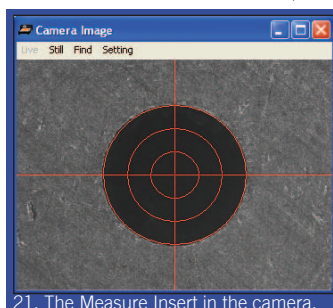 Camera Image
Live Still Find Setting
21. The Measure Insert in the camera.